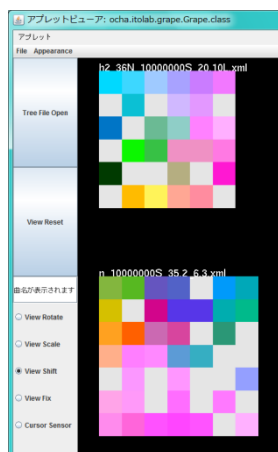 アプレットビューア: ocha.itolab.grape.Grape.class
アプレット
File Appearance
Tree File Open
View Reset
曲名が表示されます
View Rotate
View Scale
View Shift
View Fix
Cursor Sensor
h2_36N_10000000S_20.10L.xml
n_10000000S_35.2_6.3.xml